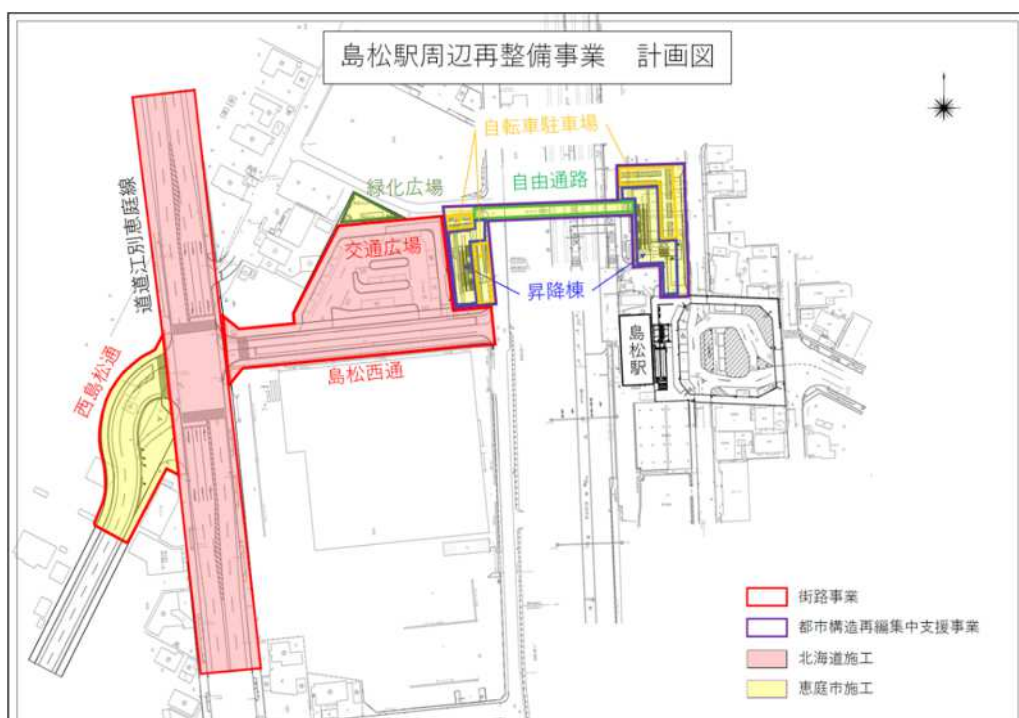 島松駅周辺再整備事業　計画図
自転車駐車場
緑化広場
自由通路
道道江別恵庭線
交通広場
昇降棟
島松駅
西島松通
島松西通
街路事業
都市構造再編集中支援事業
北海道施工
恵庭市施工